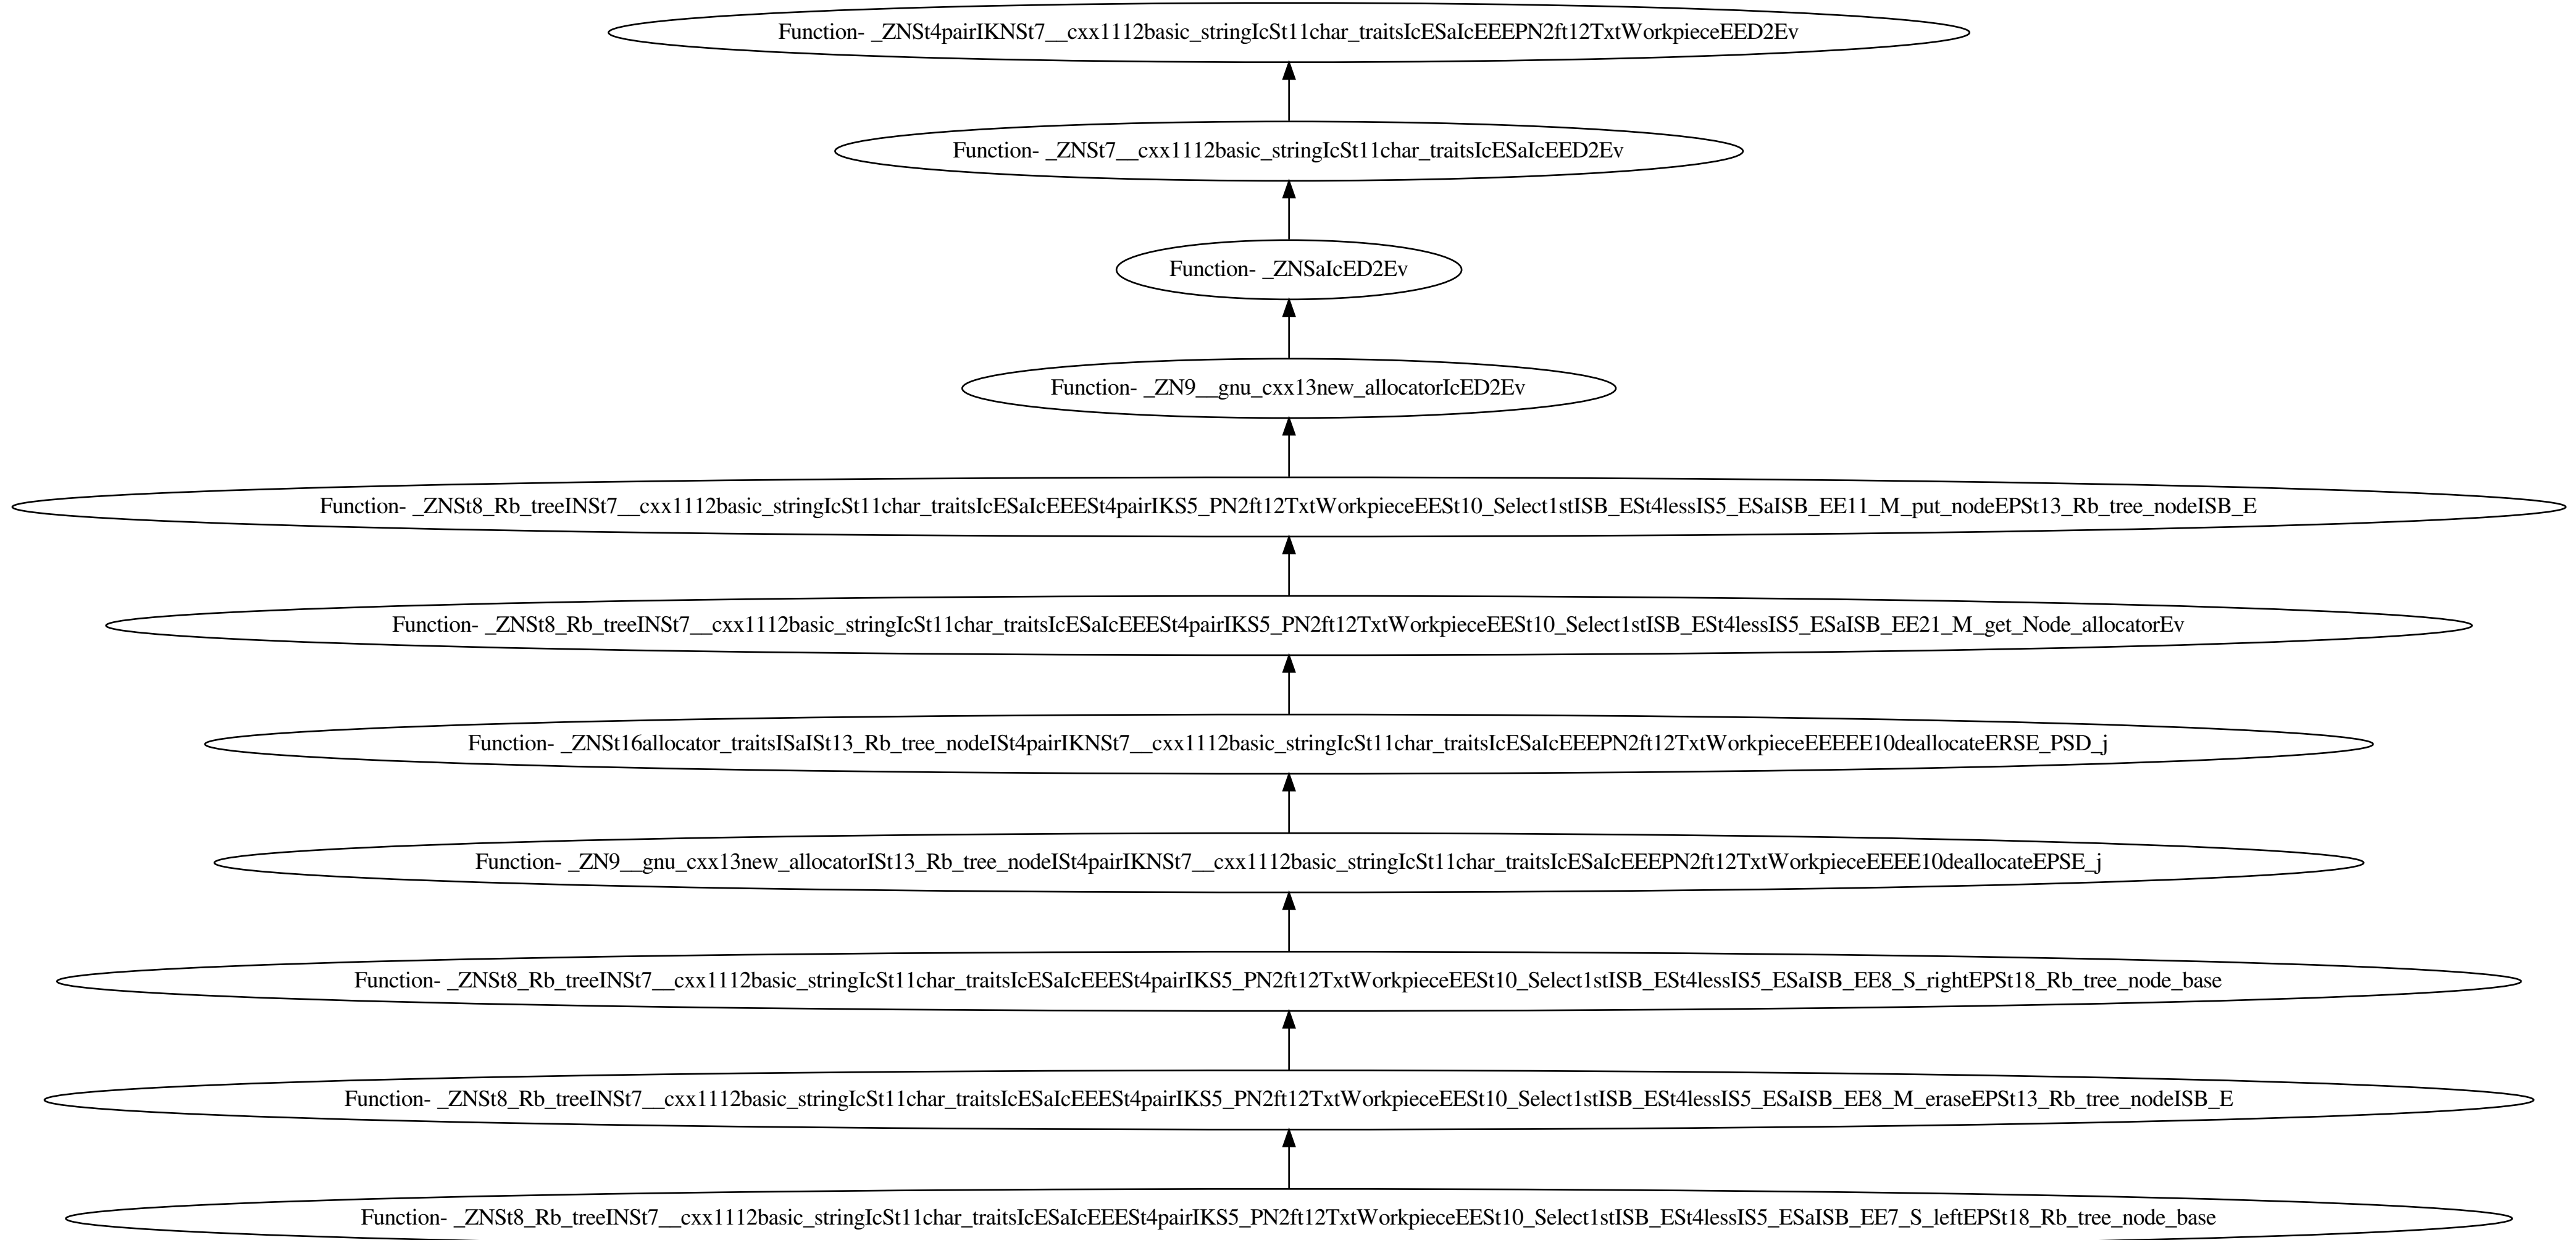 Function- _ZNSt4pairIKNSt7__cxx1112basic_stringIcSt11char_traitsIcESaIcEEEPN2ft12TxtWorkpieceEED2Ev
Function- _ZNSt7__cxx1112basic_stringIcSt11char_traitsIcESaIcEED2Ev
Function- _ZNSaIcED2Ev
Function- _ZN9__gnu_cxx13new_allocatorIcED2Ev
Function- _ZNSt8_Rb_treeINSt7__cxx1112basic_stringIcSt11char_traitsIcESaIcEEESt4pairIKS5_PN2ft12TxtWorkpieceEESt10_Select1stISB_ESt4lessIS5_ESaISB_EE11_M_put_nodeEPSt13_Rb_tree_nodeISB_E
Function- _ZNSt8_Rb_treeINSt7__cxx1112basic_stringIcSt11char_traitsIcESaIcEEESt4pairIKS5_PN2ft12TxtWorkpieceEESt10_Select1stISB_ESt4lessIS5_ESaISB_EE21_M_get_Node_allocatorEv
Function- _ZNSt16allocator_traitsISaISt13_Rb_tree_nodeISt4pairIKNSt7__cxx1112basic_stringIcSt11char_traitsIcESaIcEEEPN2ft12TxtWorkpieceEEEEE10deallocateERSE_PSD_j
Function- _ZN9__gnu_cxx13new_allocatorISt13_Rb_tree_nodeISt4pairIKNSt7__cxx1112basic_stringIcSt11char_traitsIcESaIcEEEPN2ft12TxtWorkpieceEEEE10deallocateEPSE_j
Function- _ZNSt8_Rb_treeINSt7__cxx1112basic_stringIcSt11char_traitsIcESaIcEEESt4pairIKS5_PN2ft12TxtWorkpieceEESt10_Select1stISB_ESt4lessIS5_ESaISB_EE8_S_rightEPSt18_Rb_tree_node_base
Function- _ZNSt8_Rb_treeINSt7__cxx1112basic_stringIcSt11char_traitsIcESaIcEEESt4pairIKS5_PN2ft12TxtWorkpieceEESt10_Select1stISB_ESt4lessIS5_ESaISB_EE8_M_eraseEPSt13_Rb_tree_nodeISB_E
Function- _ZNSt8_Rb_treeINSt7__cxx1112basic_stringIcSt11char_traitsIcESaIcEEESt4pairIKS5_PN2ft12TxtWorkpieceEESt10_Select1stISB_ESt4lessIS5_ESaISB_EE7_S_leftEPSt18_Rb_tree_node_base